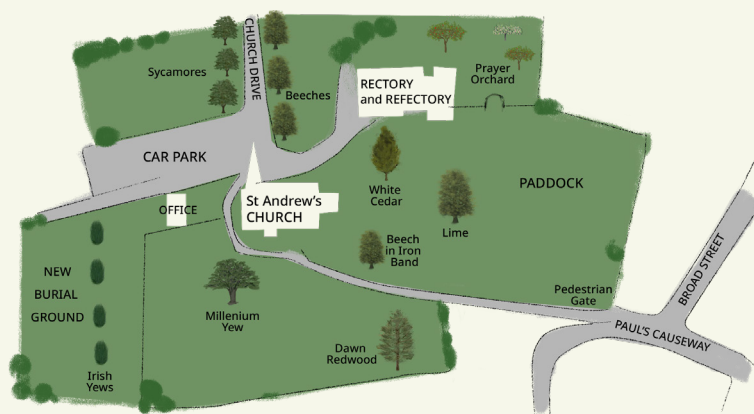 CHURCH DRIVE
Sycamores
Beeches
RECTORY
and REFECTORY
Prayer
Orchard
CAR PARK
White
Cedar
PADDOCK
OFFICE
St Andrew's
CHURCH
Lime
Beech
in Iron
Band
NEW
BURIAL
GROUND
BROAD STREET
Pedestrian
Gate
Millenium
Yew
PAUL'S CAUSEWAY
Dawn
Redwood
Irish
Yews